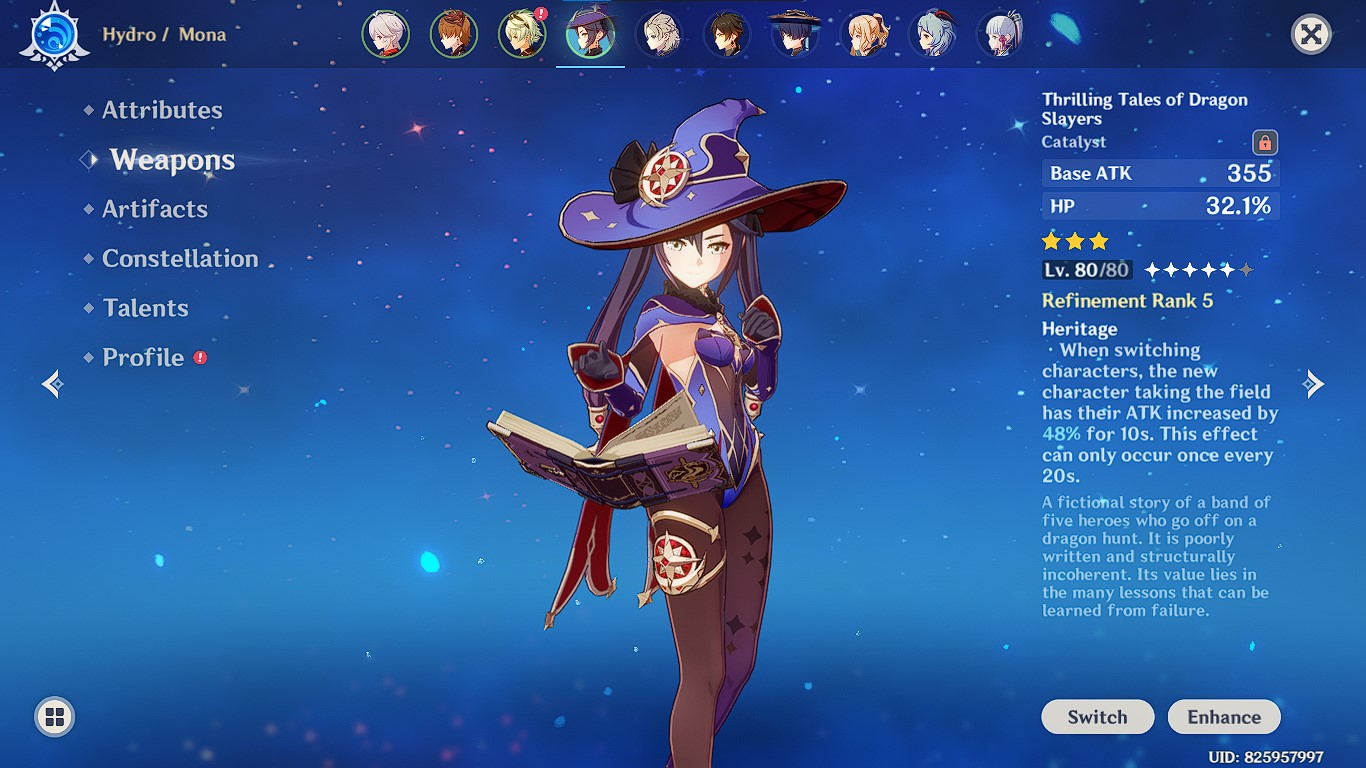 Hydro / Mona
Attributes
Weapons
Artifacts
Constellation
Talents
Profile
Thrilling Tales of Dragon
Slayers
Catalyst
Base ATK 355
HP 32.1%
Lv. 80/80
Refinement Rank 5
Heritage
· When switching
characters, the new
character taking the field
has their ATK increased by
48% for 10s. This effect
can only occur once every
20s.
A fictional story of a band of
five heroes who go off on a
dragon hunt. It is poorly
written and structurally
incoherent. Its value lies in
the many lessons that can be
learned from failure.
Switch Enhance
UID: 825957997